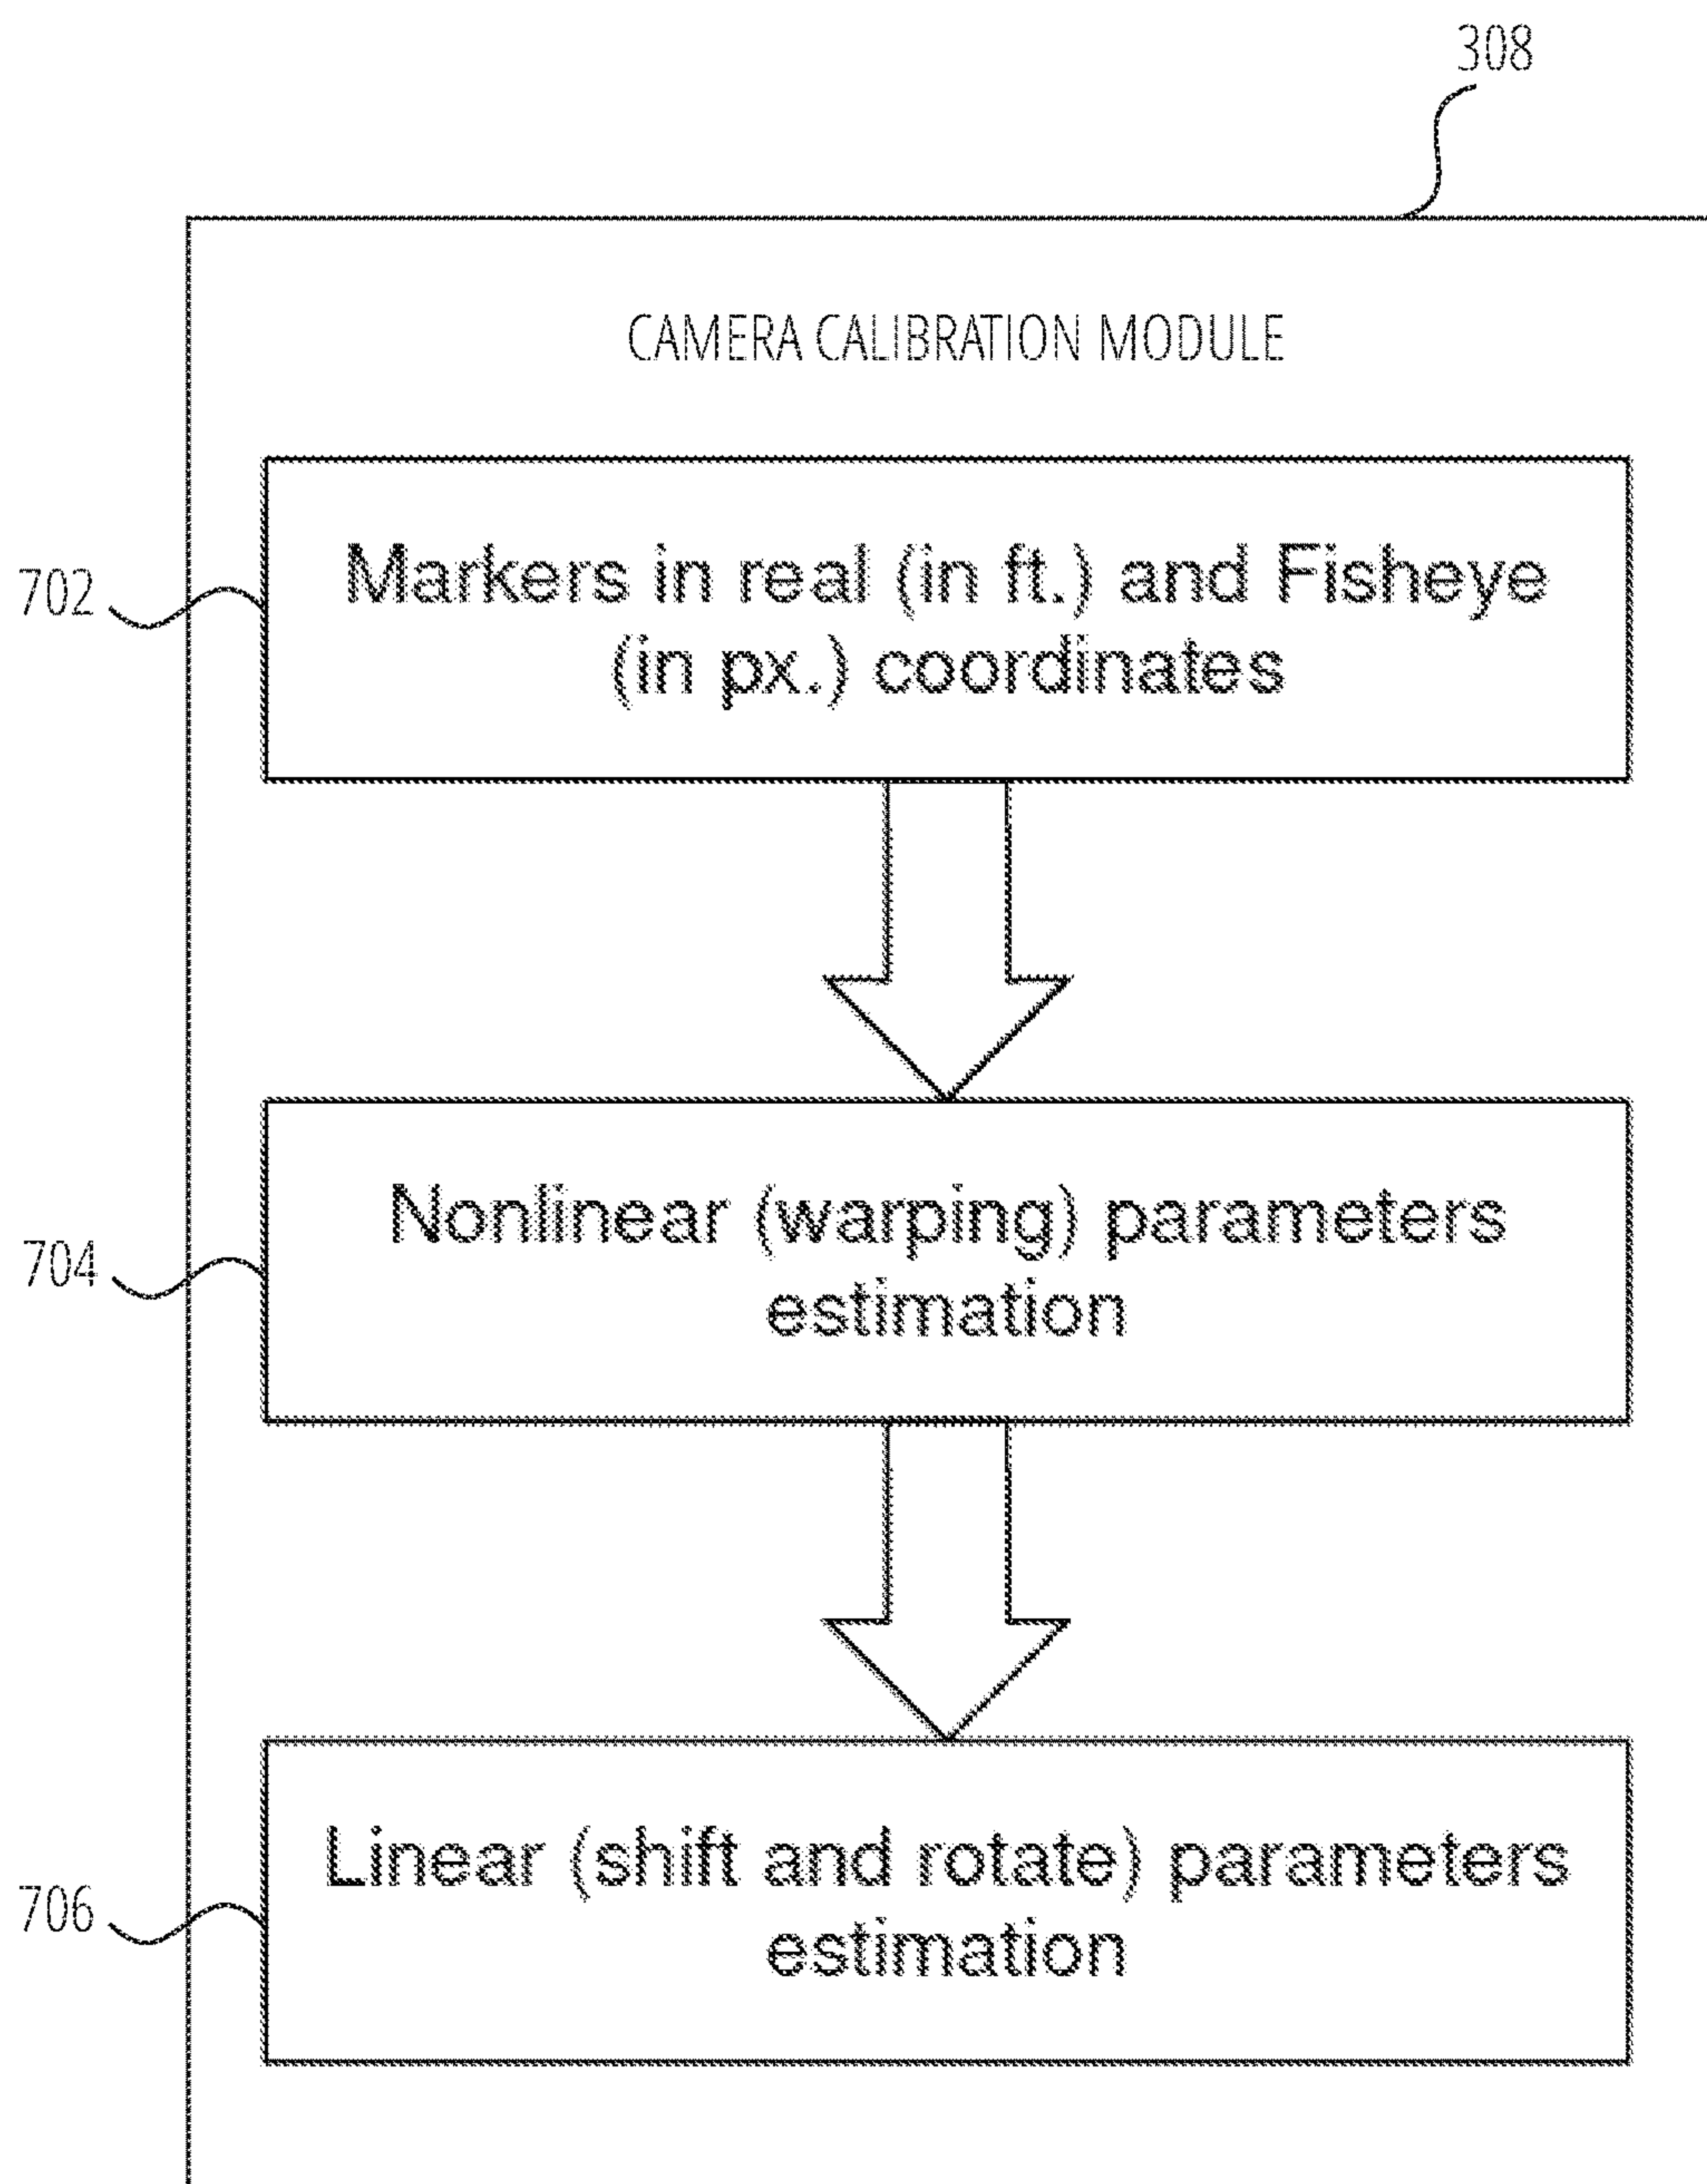 308
CAMERA CALIBRATION MODULE
702
Markers in real (in ft.) and Fisheye
(in px.) coordinates
704
Nonlinear (warping) parameters
estimation
706
Linear (shift and rotate) parameters
estimation